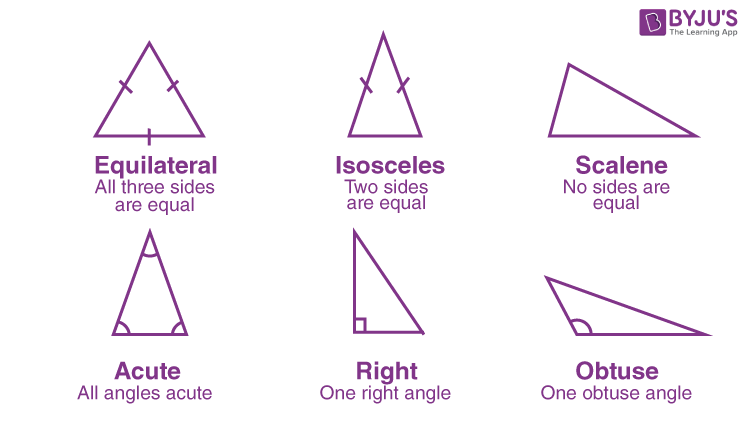 BYJU'S
The Learning App
Equilateral
All three sides
are equal
Isosceles
Two sides
are equal
Scalene
No sides are
equal
Acute
All angles acute
Right
One right angle
Obtuse
One obtuse angle